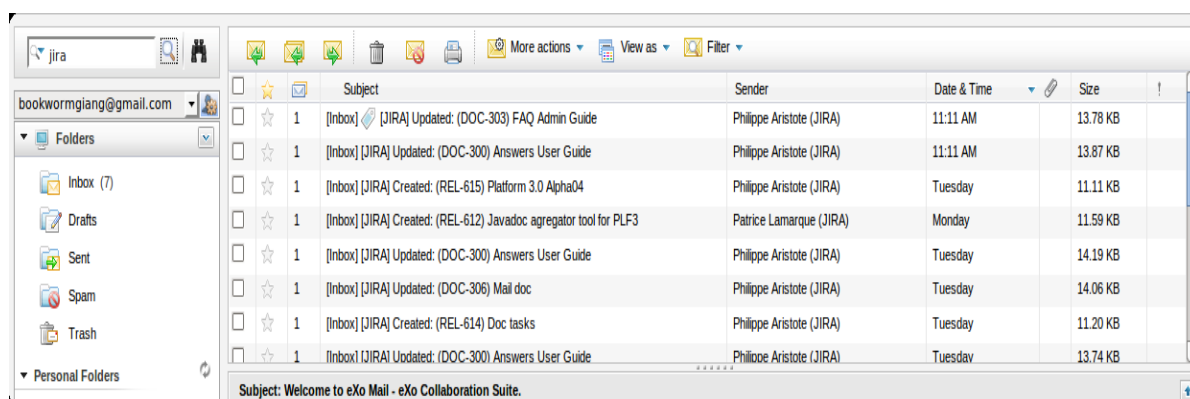 jira
More actions View as Filter
bookwormgiang@gmail.com
Folders
Inbox (7)
Drafts
Sent
Spam
Trash
Personal Folders
Subject Sender Date & Time Size !
1 [Inbox] [JIRA] Updated: (DOC-303) FAQ Admin Guide Philippe Aristote (JIRA) 11:11 AM 13.78 KB
1 [Inbox] [JIRA] Updated: (DOC-300) Answers User Guide Philippe Aristote (JIRA) 11:11 AM 13.87 KB
1 [Inbox] [JIRA] Created: (REL-615) Platform 3.0 Alpha04 Philippe Aristote (JIRA) Tuesday 11.11 KB
1 [Inbox] [JIRA] Created: (REL-612) Javadoc agregator tool for PLF3 Patrice Lamarque (JIRA) Monday 11.59 KB
1 [Inbox] [JIRA] Updated: (DOC-300) Answers User Guide Philippe Aristote (JIRA) Tuesday 14.19 KB
1 [Inbox] [JIRA] Updated: (DOC-306) Mail doc Philippe Aristote (JIRA) Tuesday 14.06 KB
1 [Inbox] [JIRA] Created: (REL-614) Doc tasks Philippe Aristote (JIRA) Tuesday 11.20 KB
1 [Inbox] [JIRA] Updated: (DOC-300) Answers User Guide Philippe Aristote (JIRA) Tuesday 13.74 KB
Subject: Welcome to eXo Mail - eXo Collaboration Suite.